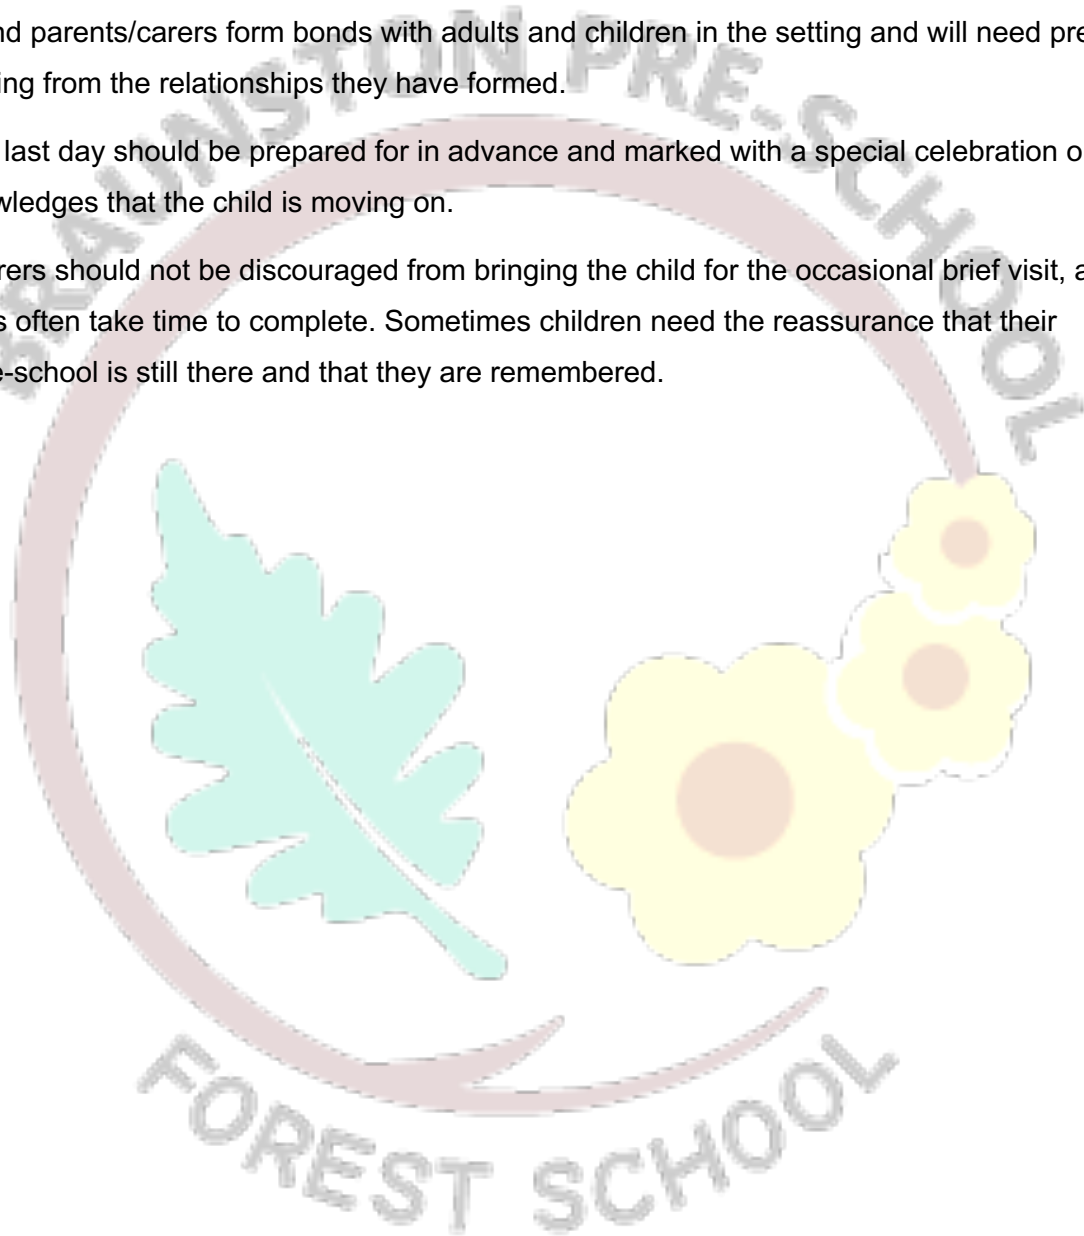 nd parents/carers form bonds with adults and children in the setting and will need pre
ing from the relationships they have formed.
last day should be prepared for in advance and marked with a special celebration o
wledges that the child is moving on.
rers should not be discouraged from bringing the child for the occasional brief visit, a
s often take time to complete. Sometimes children need the reassurance that their
e-school is still there and that they are remembered.
BRAUNSTON PRE-SCHOOL
FOREST SCHOOL